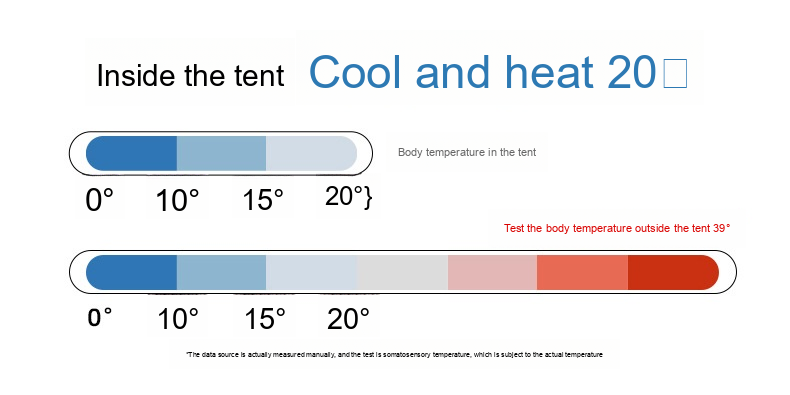 Inside the tent Cool and heat 20□
Body temperature in the tent
0° 10° 15° 20°}
Test the body temperature outside the tent 39°
0° 10° 15° 20°
*The data source is actually measured manually, and the test is somatosensory temperature, which is subject to the actual temperature